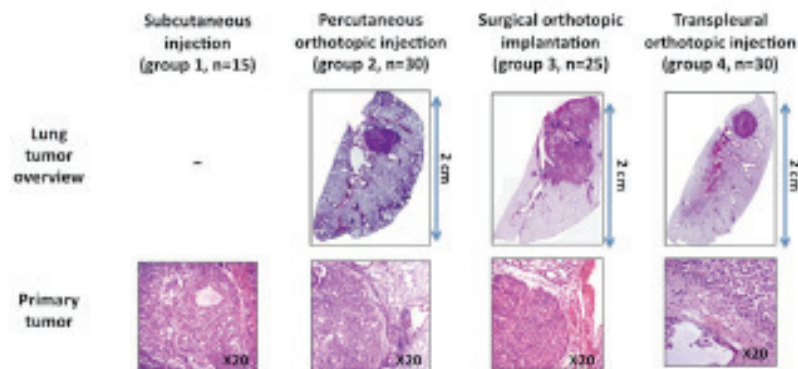 Subcutaneous
injection
(group 1, n=15)
Percutaneous
orthotopic injection
(group 2, n=30)
Surgical orthotopic
implantation
(group 3, n=25)
Transpleural
orthotopic injection
(group 4, n=30)
Lung
tumor
overview
–
2 cm
2 cm
2 cm
Primary
tumor
X20
X20
X20
X20